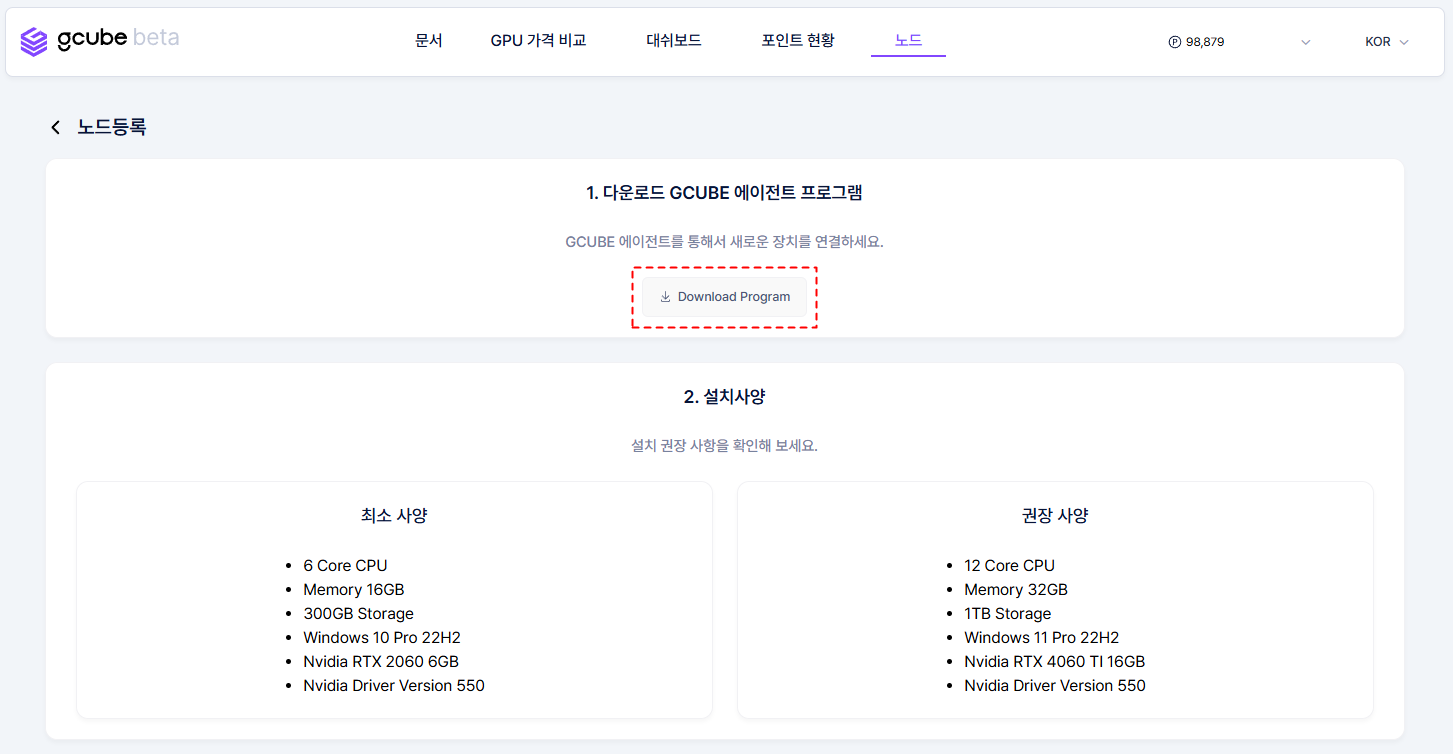 gcube beta
문서 GPU 가격 비교 대쉬보드 포인트 현황 노드 P 98,879 KOR
노드등록
1. 다운로드 GCUBE 에이전트 프로그램
GCUBE 에이전트를 통해서 새로운 장치를 연결하세요.
Download Program
2. 설치사양
설치 권장 사항을 확인해 보세요.
최소 사양
6 Core CPU
Memory 16GB
300GB Storage
Windows 10 Pro 22H2
Nvidia RTX 2060 6GB
Nvidia Driver Version 550
권장 사양
12 Core CPU
Memory 32GB
1TB Storage
Windows 11 Pro 22H2
Nvidia RTX 4060 TI 16GB
Nvidia Driver Version 550